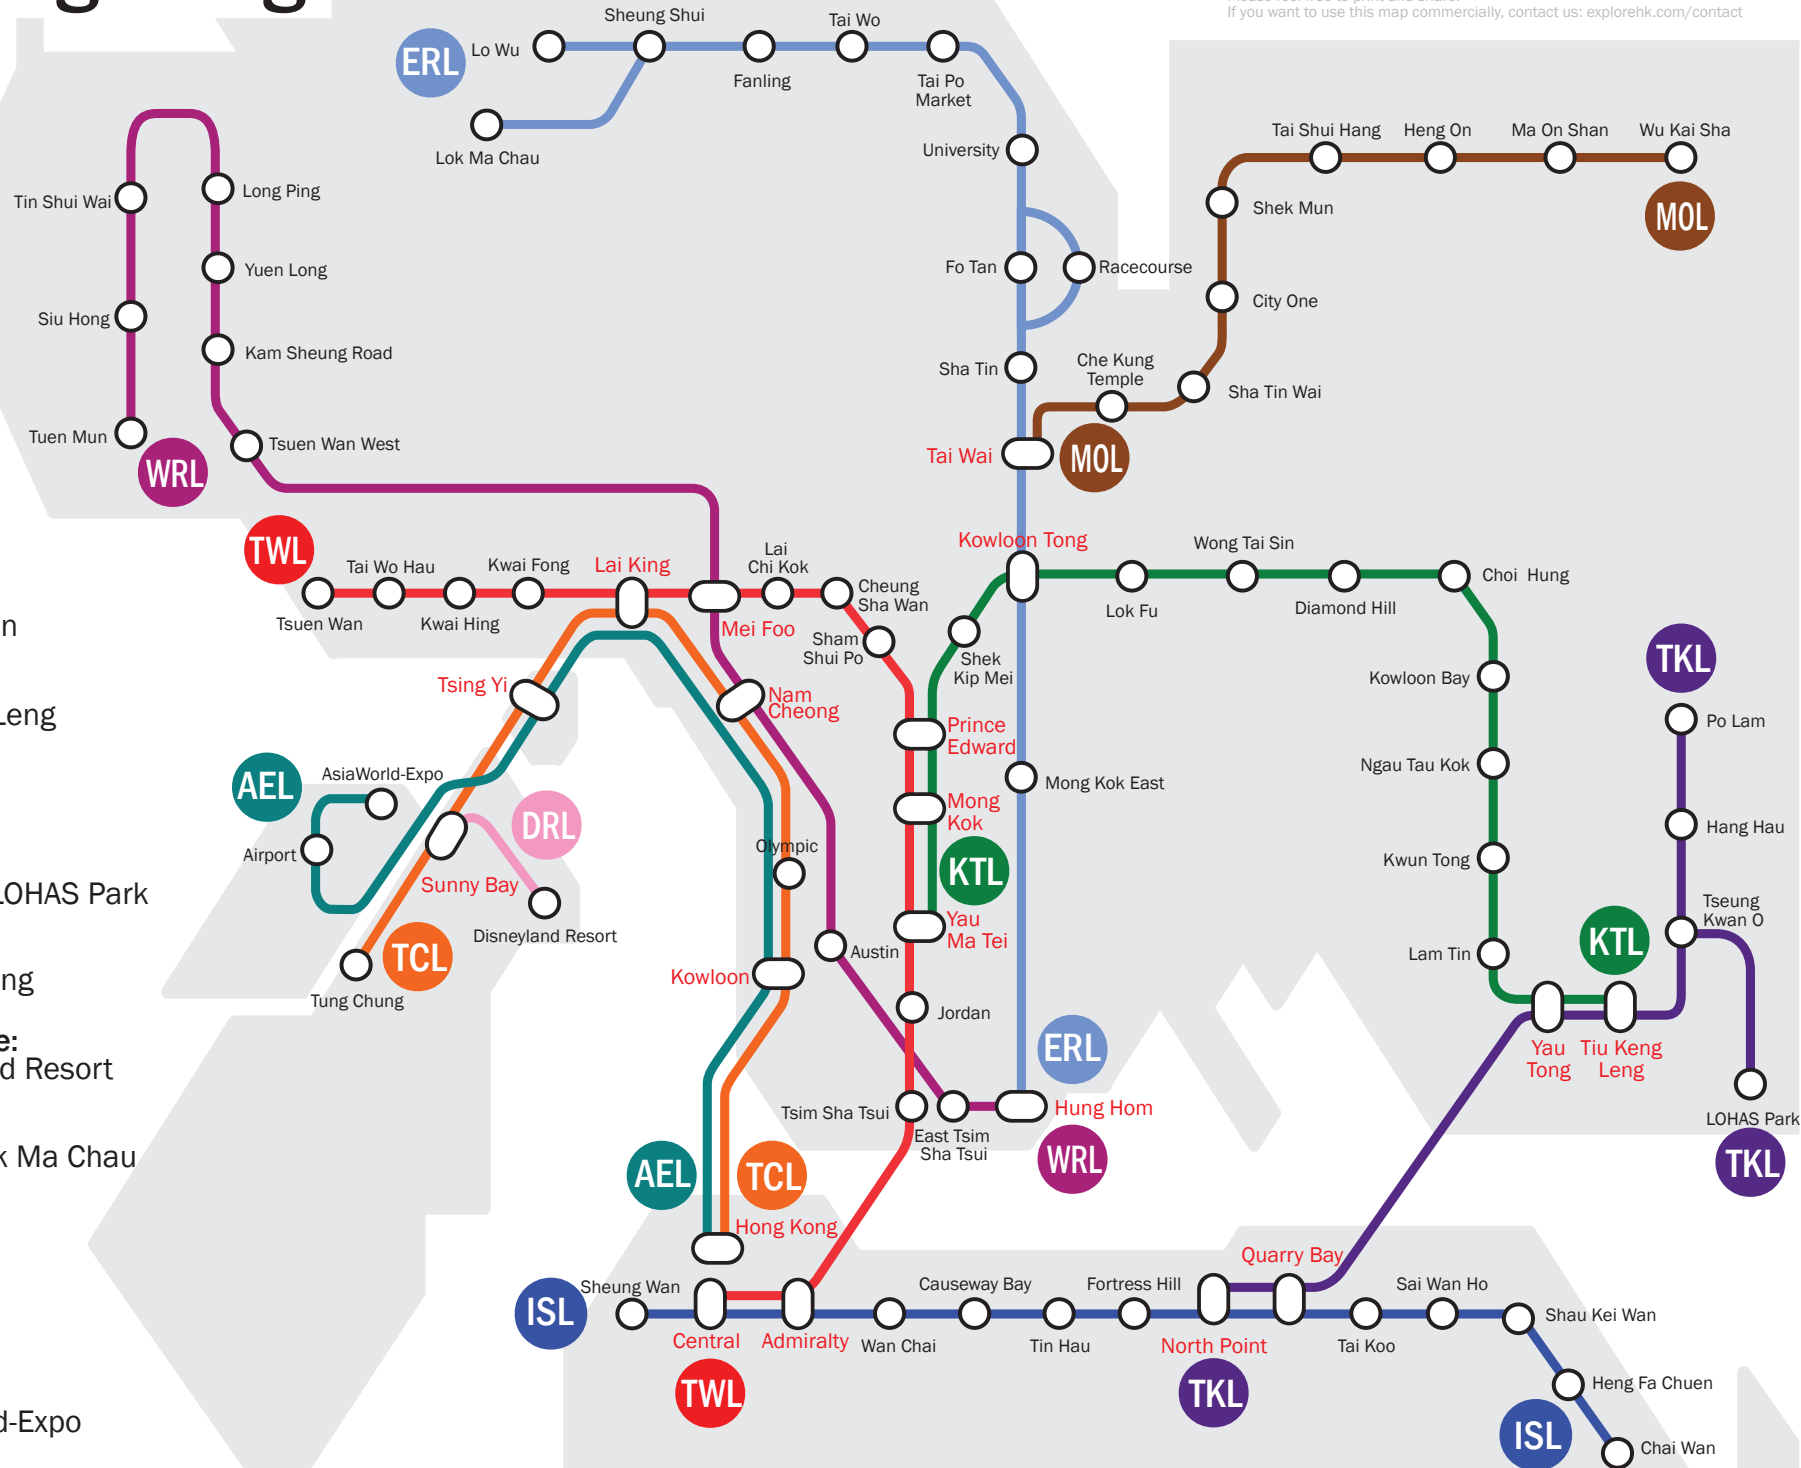 If you want to use this map commercially, contact us: explorehk.com/contact
Sheung Shui
Tai Wo
ERL
Lo Wu
Fanling
Tai Po
Market
Lok Ma Chau
University
Tai Shui Hang
Heng On
Ma On Shan
Wu Kai Sha
MOL
Shek Mun
Tin Shui Wai
Long Ping
Yuen Long
Fo Tan
Racecourse
City One
Siu Hong
Kam Sheung Road
Sha Tin
Che Kung
Temple
Sha Tin Wai
Tuen Mun
Tsuen Wan West
WRL
Tai Wai
MOL
TWL
Tai Wo Hau
Kwai Fong
Lai King
Lai
Chi Kok
Kowloon Tong
Wong Tai Sin
Choi Hung
Cheung
Sha Wan
Tsuen Wan
Kwai Hing
Mei Foo
Sham
Shui Po
Lok Fu
Diamond Hill
n
Shek
Kip Mei
Kowloon Bay
TKL
Tsing Yi
Nam
Cheong
Leng
Prince
Edward
Po Lam
AEL
AsiaWorld-Expo
DRL
Mong Kok East
Ngau Tau Kok
Mong
Kok
Hang Hau
Airport
Olympic
KTL
Kwun Tong
Sunny Bay
LOHAS Park
Tseung
Kwan O
Disneyland Resort
Yau
Ma Tei
KTL
TCL
Austin
Lam Tin
Kowloon
Tung Chung
ng
Jordan
e:
d Resort
ERL
Yau
Tong
Tiu Keng
Leng
Tsim Sha Tsui
East Tsim
Sha Tsui
Hung Hom
LOHAS Park
k Ma Chau
AEL
TCL
WRL
TKL
Hong Kong
Quarry Bay
Sheung Wan
Causeway Bay
Fortress Hill
Sai Wan Ho
ISL
Shau Kei Wan
Central
Admiralty
Wan Chai
Tin Hau
North Point
Tai Koo
TWL
TKL
Heng Fa Chuen
d-Expo
ISL
Chai Wan